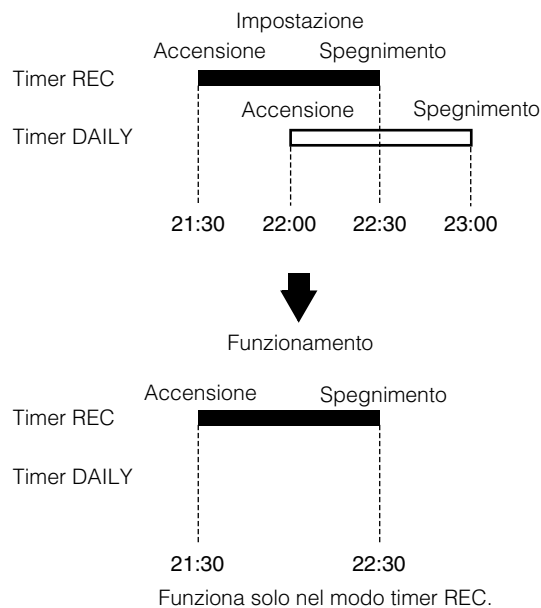 Impostazione
Accensione Spegnimento
Timer REC
Accensione Spegnimento
Timer DAILY
21:30 22:00 22:30 23:00
Funzionamento
Accensione Spegnimento
Timer REC
Timer DAILY
21:30 22:30
Funziona solo nel modo timer REC.